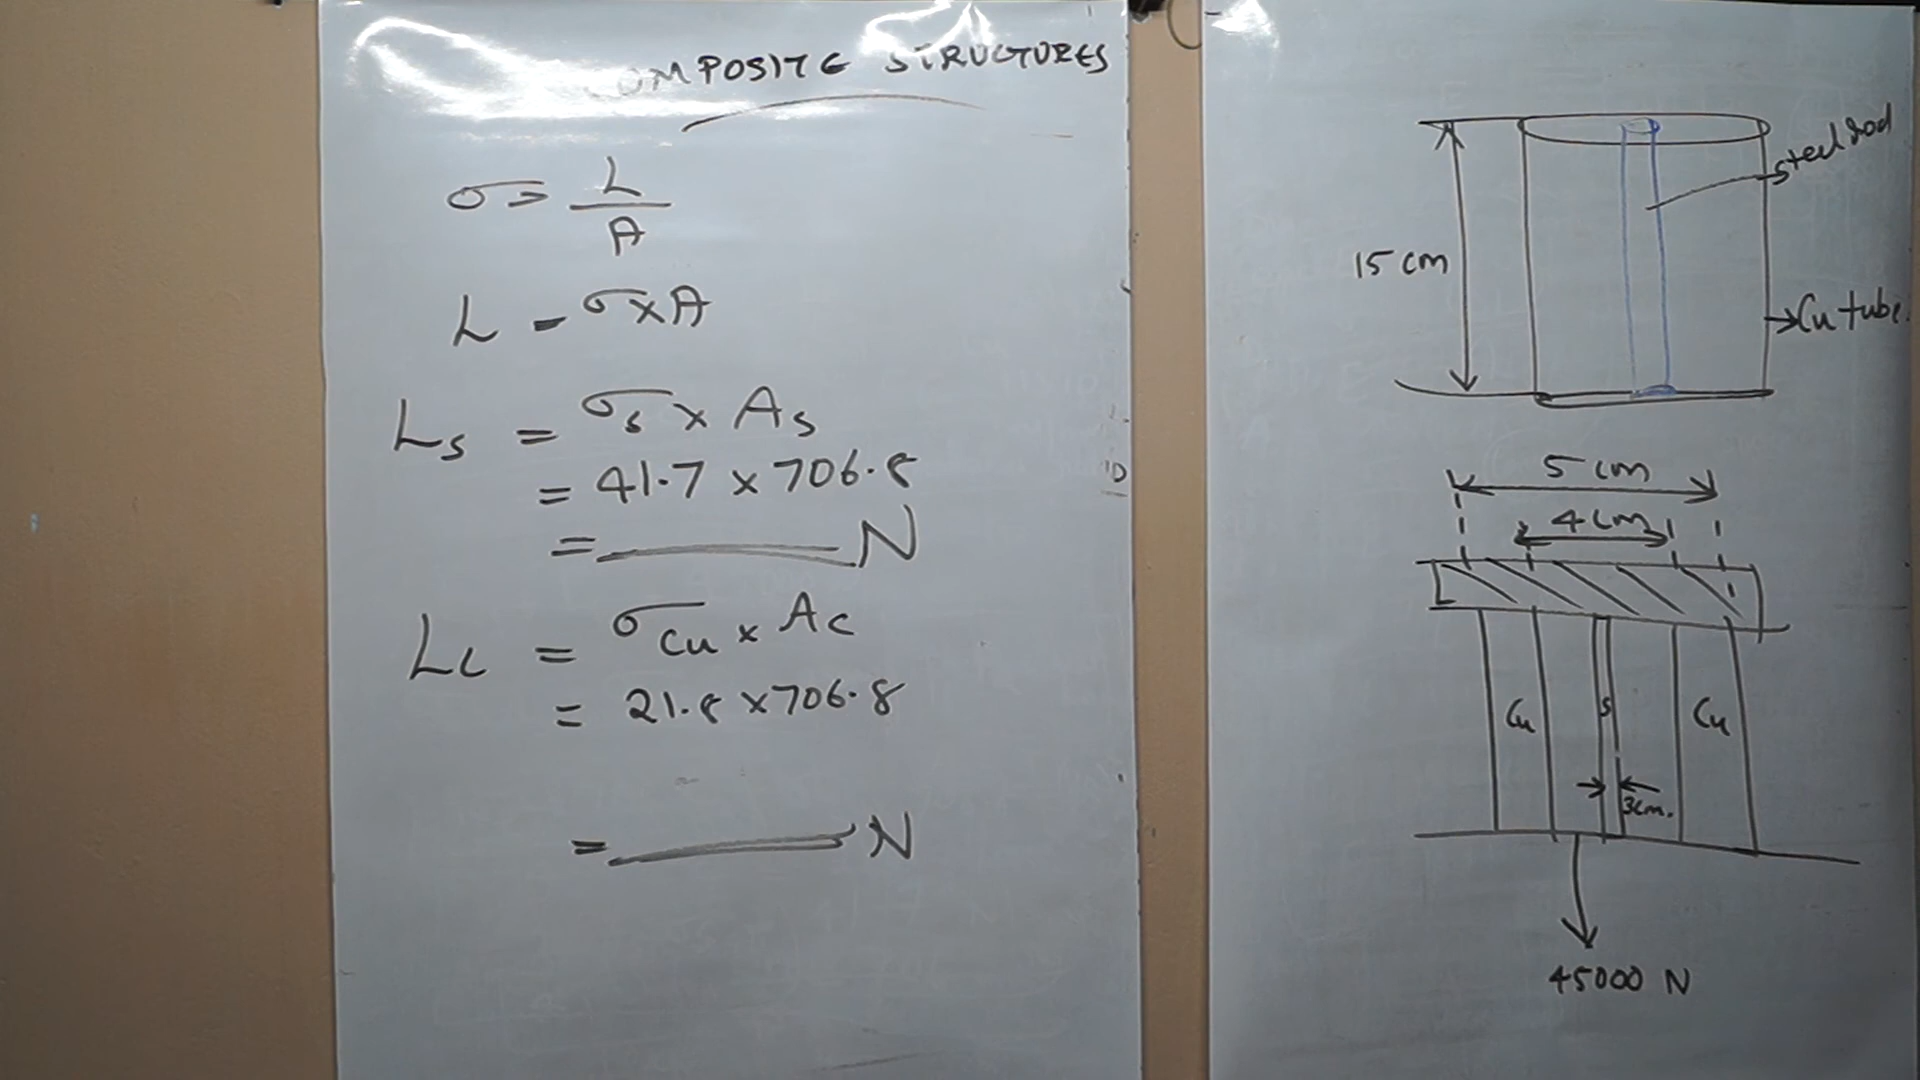 COMPOSITE STRUCTURES
σ = L
A
L = σ x A
Ls = σs x As
= 41.7 x 706.8
= N
Lc = σcu x Ac
= 21.8 x 706.8
= N
steel rod
15 cm
Cu tube.
5 cm
4 cm
Cu s Cu
3cm.
45000 N